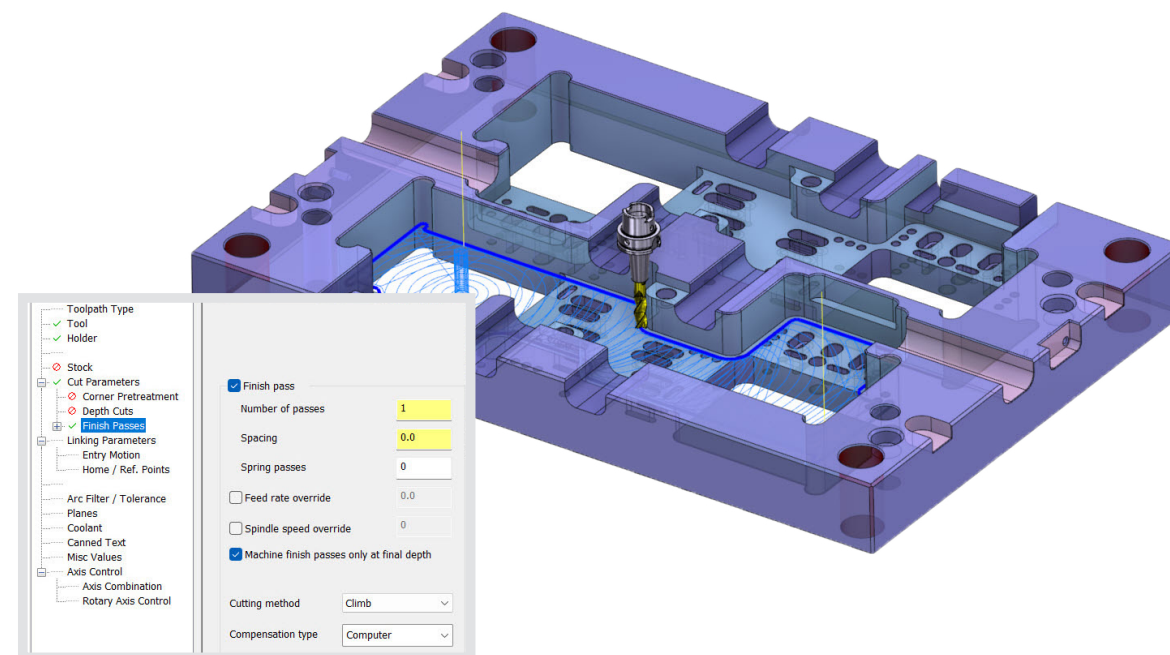 Toolpath Type
Tool
Holder
Stock
Cut Parameters
Corner Pretreatment
Depth Cuts
Finish Passes
Linking Parameters
Entry Motion
Home / Ref. Points
Arc Filter / Tolerance
Planes
Coolant
Canned Text
Misc Values
Axis Control
Axis Combination
Rotary Axis Control
Finish pass
Number of passes 1
Spacing 0.0
Spring passes 0
Feed rate override 0.0
Spindle speed override 0
Machine finish passes only at final depth
Cutting method Climb
Compensation type Computer